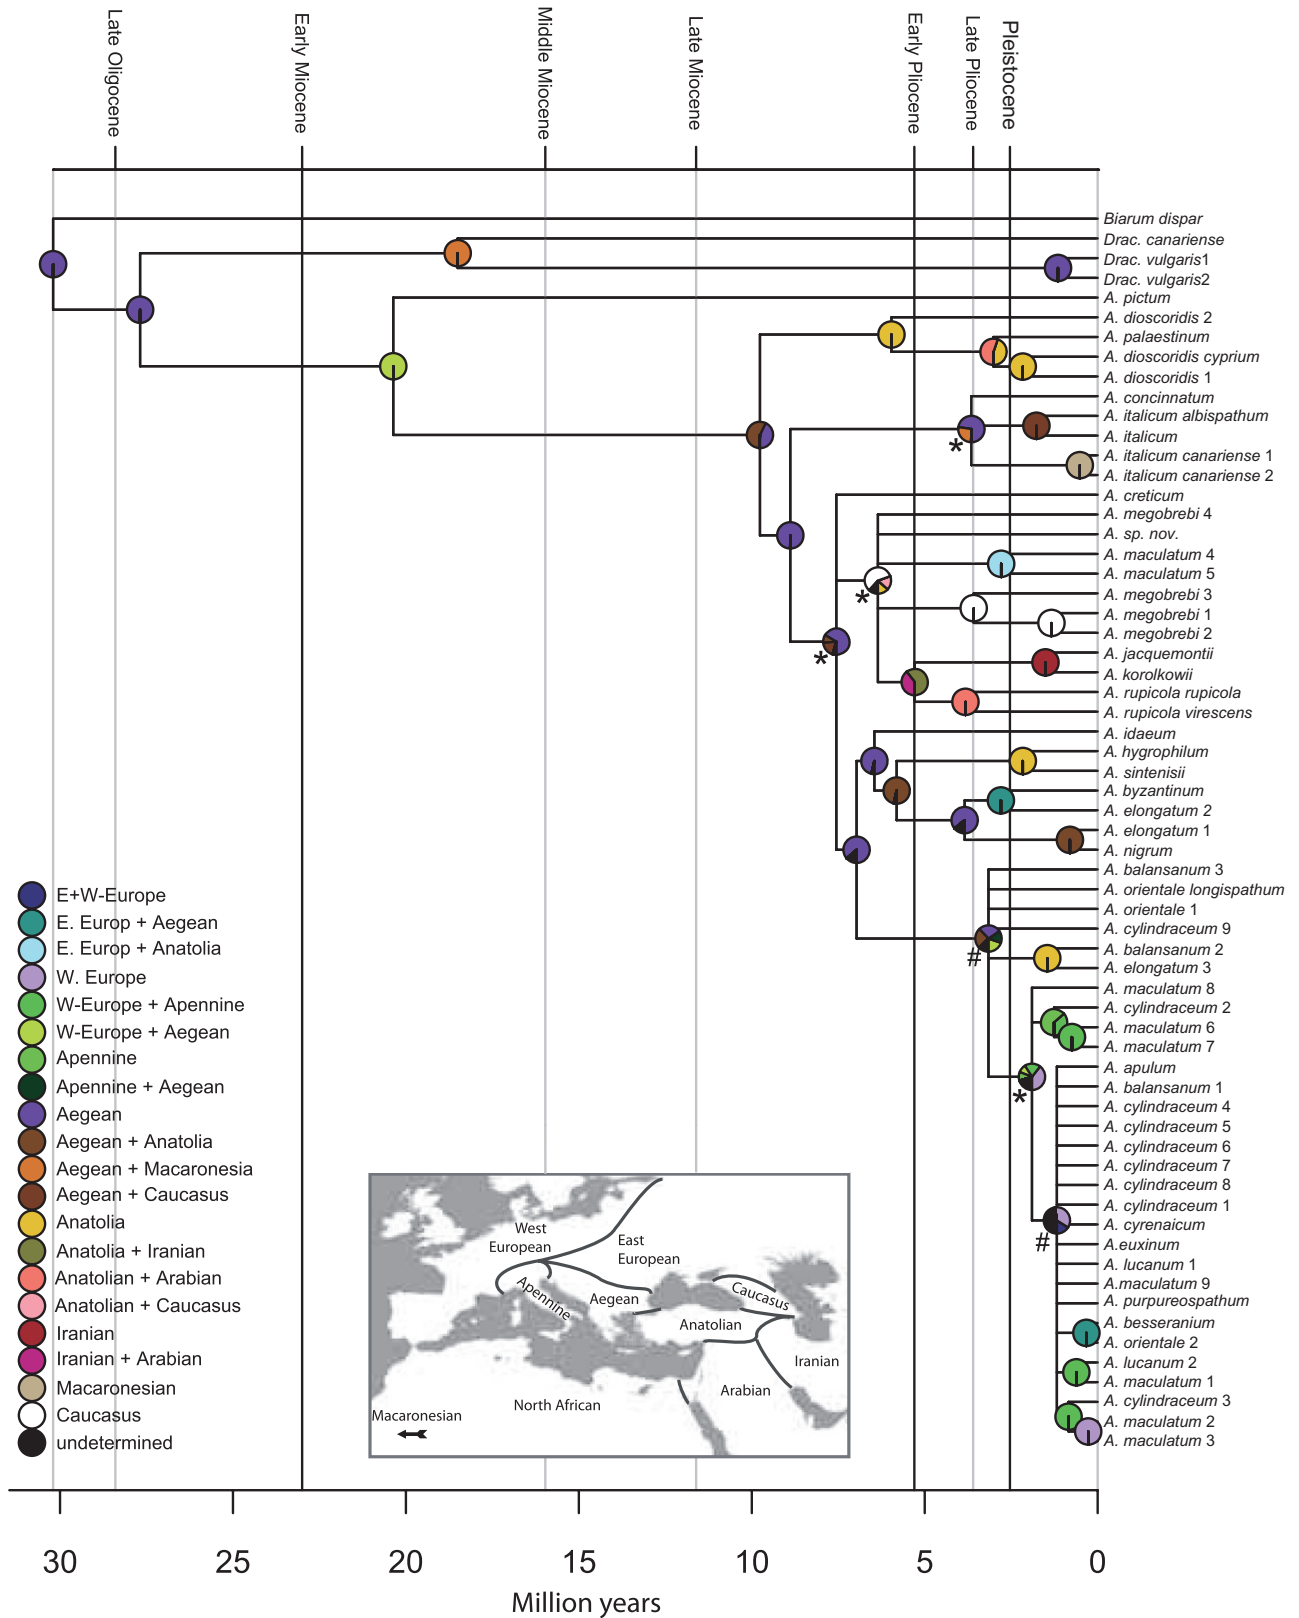 Late Oligocene
Early Miocene
Middle Miocene
Late Miocene
Early Pliocene
Late Pliocene
Pleistocene
Biarum dispar
Drac. canariense
Drac. vulgaris1
Drac. vulgaris2
A. pictum
A. dioscoridis 2
A. palaestinum
A. dioscoridis cyprium
A. dioscoridis 1
A. concinnatum
A. italicum albispathum
A. italicum
*
A. italicum canariense 1
A. italicum canariense 2
A. creticum
A. megobrebi 4
A. sp. nov.
A. maculatum 4
A. maculatum 5
*
A. megobrebi 3
A. megobrebi 1
A. megobrebi 2
*
A. jacquemontii
A. korolkowii
A. rupicola rupicola
A. rupicola virescens
A. idaeum
A. hygrophilum
A. sintenisii
A. byzantinum
A. elongatum 2
A. elongatum 1
A. nigrum
A. balansanum 3
A. orientale longispathum
A. orientale 1
A. cylindraceum 9
#
A. balansanum 2
A. elongatum 3
A. maculatum 8
A. cylindraceum 2
A. maculatum 6
A. maculatum 7
A. apulum
A. balansanum 1
*
A. cylindraceum 4
A. cylindraceum 5
A. cylindraceum 6
A. cylindraceum 7
A. cylindraceum 8
A. cylindraceum 1
A. cyrenaicum
#
A.euxinum
A. lucanum 1
A.maculatum 9
A. purpureospathum
A. besseranium
A. orientale 2
A. lucanum 2
A. maculatum 1
A. cylindraceum 3
A. maculatum 2
A. maculatum 3
E+W-Europe
E. Europ + Aegean
E. Europ + Anatolia
W. Europe
W-Europe + Apennine
W-Europe + Aegean
Apennine
Apennine + Aegean
Aegean
Aegean + Anatolia
Aegean + Macaronesia
Aegean + Caucasus
Anatolia
Anatolia + Iranian
Anatolian + Arabian
Anatolian + Caucasus
Iranian
Iranian + Arabian
Macaronesian
Caucasus
undetermined
West
European
East
European
Apennine
Aegean
Caucasus
Anatolian
Iranian
Arabian
North African
Macaronesian
30 25 20 15 10 5 0
Million years